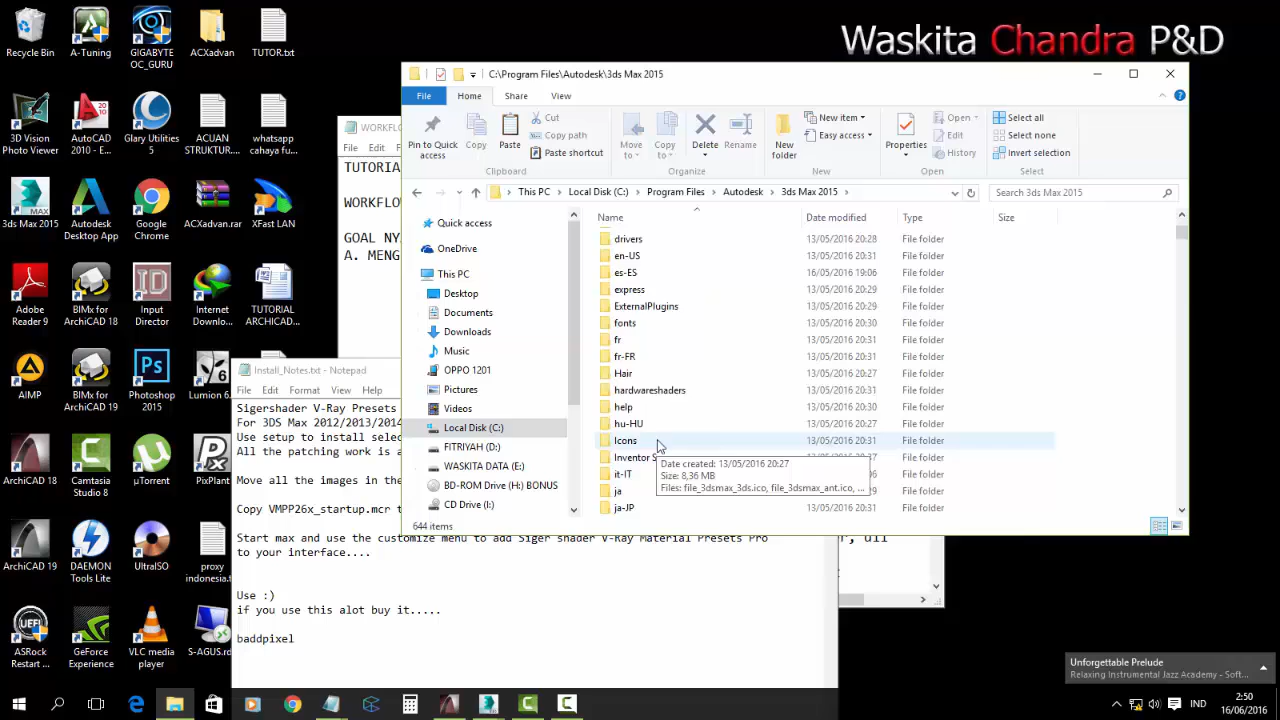 Waskita Chandra P&D
Recycle Bin
A-Tuning
GIGABYTE
OC_GURU
ACXadvan
TUTOR.txt
3D Vision
Photo Viewer
AutoCAD
2010 - E...
Glary Utilities
5
ACUAN
STRUKTUR....
whatsapp
cahaya fu...
3ds Max 2015
Autodesk
Desktop App
Google
Chrome
ACXadvan.rar
XFast LAN
Adobe
Reader 9
BIMx for
ArchiCAD 18
Input
Director
Internet
Downlo...
TUTORIAL
ARCHICAD...
AIMP
BIMx for
ArchiCAD 19
Photoshop
2015
Lumion 6.
ArchiCAD 18
Camtasia
Studio 8
µTorrent
PixPlant
ArchiCAD 19
DAEMON
Tools Lite
UltraISO
proxy
indonesia.t
ASRock
Restart ...
GeForce
Experience
VLC media
player
S-AGUS.rd
WORKFLO
File Edit
TUTORIA
WORKFLO
GOAL NY
A. MENG
Install_Notes.txt - Notepad
File Edit Format View Help
Sigershader V-Ray Presets
For 3DS Max 2012/2013/2014
Use setup to install selec
All the patching work is a
Move all the images in the
Copy VMPP26x_startup.mcr t
Start max and use the customize menu to add Siger shader V-Ray Material Presets Pro
to your interface....
Use :)
if you use this alot buy it.....
baddpixel
C:\Program Files\Autodesk\3ds Max 2015
File Home Share View
Pin to Quick
access
Copy
Paste
Cut
Copy path
Paste shortcut
Clipboard
Move
to
Copy
to
Delete
Rename
Organize
New
folder
New item
Easy access
New
Properties
Open
Edit
History
Open
Select all
Select none
Invert selection
Select
This PC Local Disk (C:) Program Files Autodesk 3ds Max 2015
Search 3ds Max 2015
Quick access
OneDrive
This PC
Desktop
Documents
Downloads
Music
OPPO 1201
Pictures
Videos
Local Disk (C:)
FITRIYAH (D:)
WASKITA DATA (E:)
BD-ROM Drive (H:) BONUS
CD Drive (I:)
Name Date modified Type Size
drivers 13/05/2016 20:28 File folder
en-US 13/05/2016 20:31 File folder
es-ES 16/05/2016 19:06 File folder
express 13/05/2016 20:29 File folder
ExternalPlugins 13/05/2016 20:29 File folder
fonts 13/05/2016 20:30 File folder
fr 13/05/2016 20:31 File folder
fr-FR 13/05/2016 20:31 File folder
Hair 13/05/2016 20:27 File folder
hardwareshaders 13/05/2016 20:31 File folder
help 13/05/2016 20:30 File folder
hu-HU 13/05/2016 20:27 File folder
Icons 13/05/2016 20:31 File folder
Inventor S File folder
it-IT File folder
ja File folder
ja-JP 13/05/2016 20:31 File folder
Date created: 13/05/2016 20:27
Size: 8,36 MB
Files: file_3dsmax_3ds.ico, file_3dsmax_ant.ico, ...
644 items
Unforgettable Prelude
Relaxing Instrumental Jazz Academy - Soft...
IND
2:50
16/06/2016